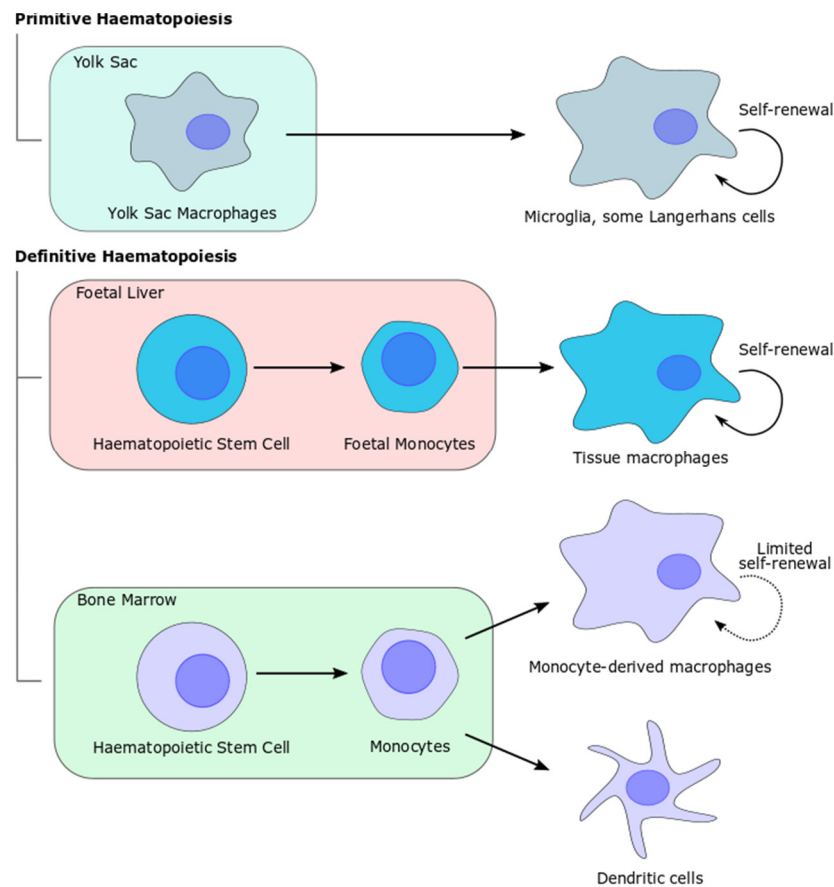 Primitive Haematopoiesis
Yolk Sac
Self-renewal
Yolk Sac Macrophages
Microglia, some Langerhans cells
Definitive Haematopoiesis
Foetal Liver
Self-renewal
Haematopoietic Stem Cell
Foetal Monocytes
Tissue macrophages
Limited
self-renewal
Bone Marrow
Monocyte-derived macrophages
Haematopoietic Stem Cell
Monocytes
Dendritic cells